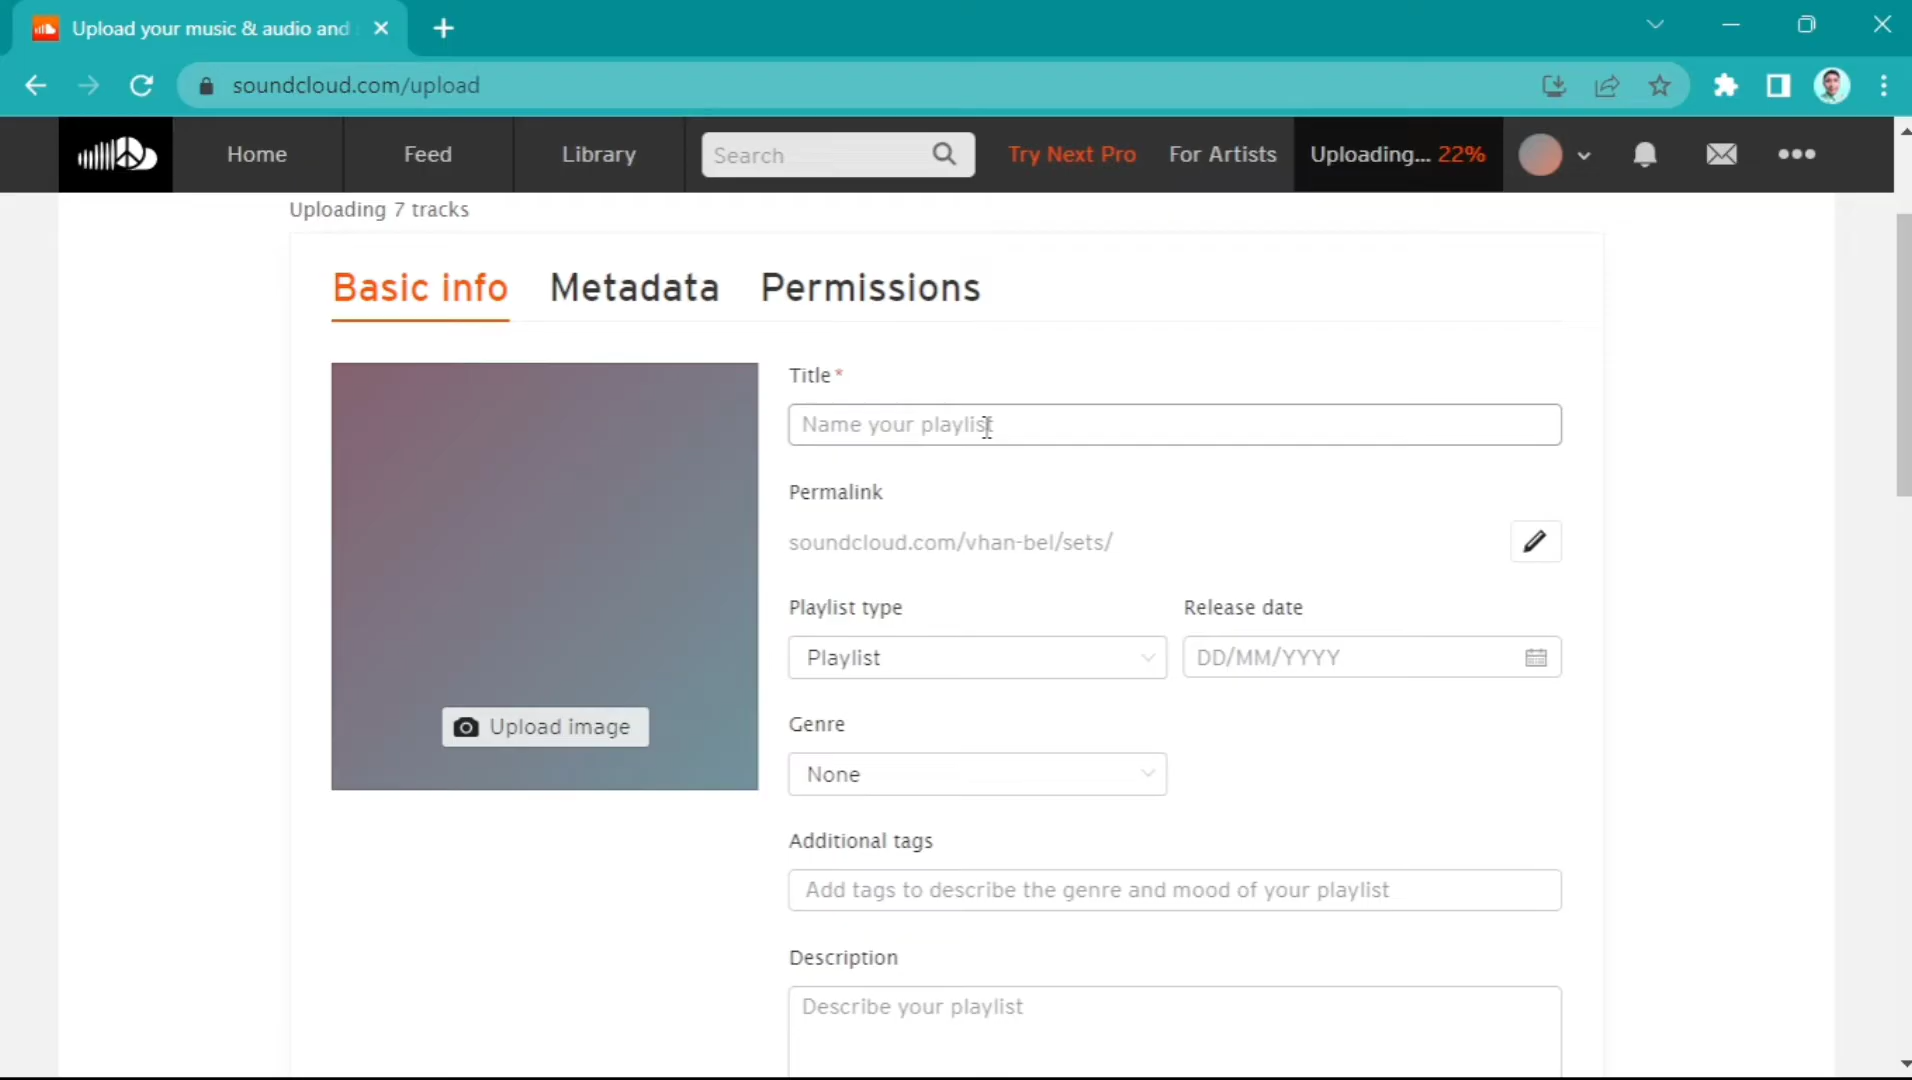 Upload your music & audio and
soundcloud.com/upload
Home
Feed
Library
Search
Try Next Pro
For Artists
Uploading... 22%
Uploading 7 tracks
Basic info
Metadata
Permissions
Title*
Name your playlist
Permalink
soundcloud.com/vhan-bel/sets/
Playlist type
Release date
Playlist
DD/MM/YYYY
Upload image
Genre
None
Additional tags
Add tags to describe the genre and mood of your playlist
Description
Describe your playlist